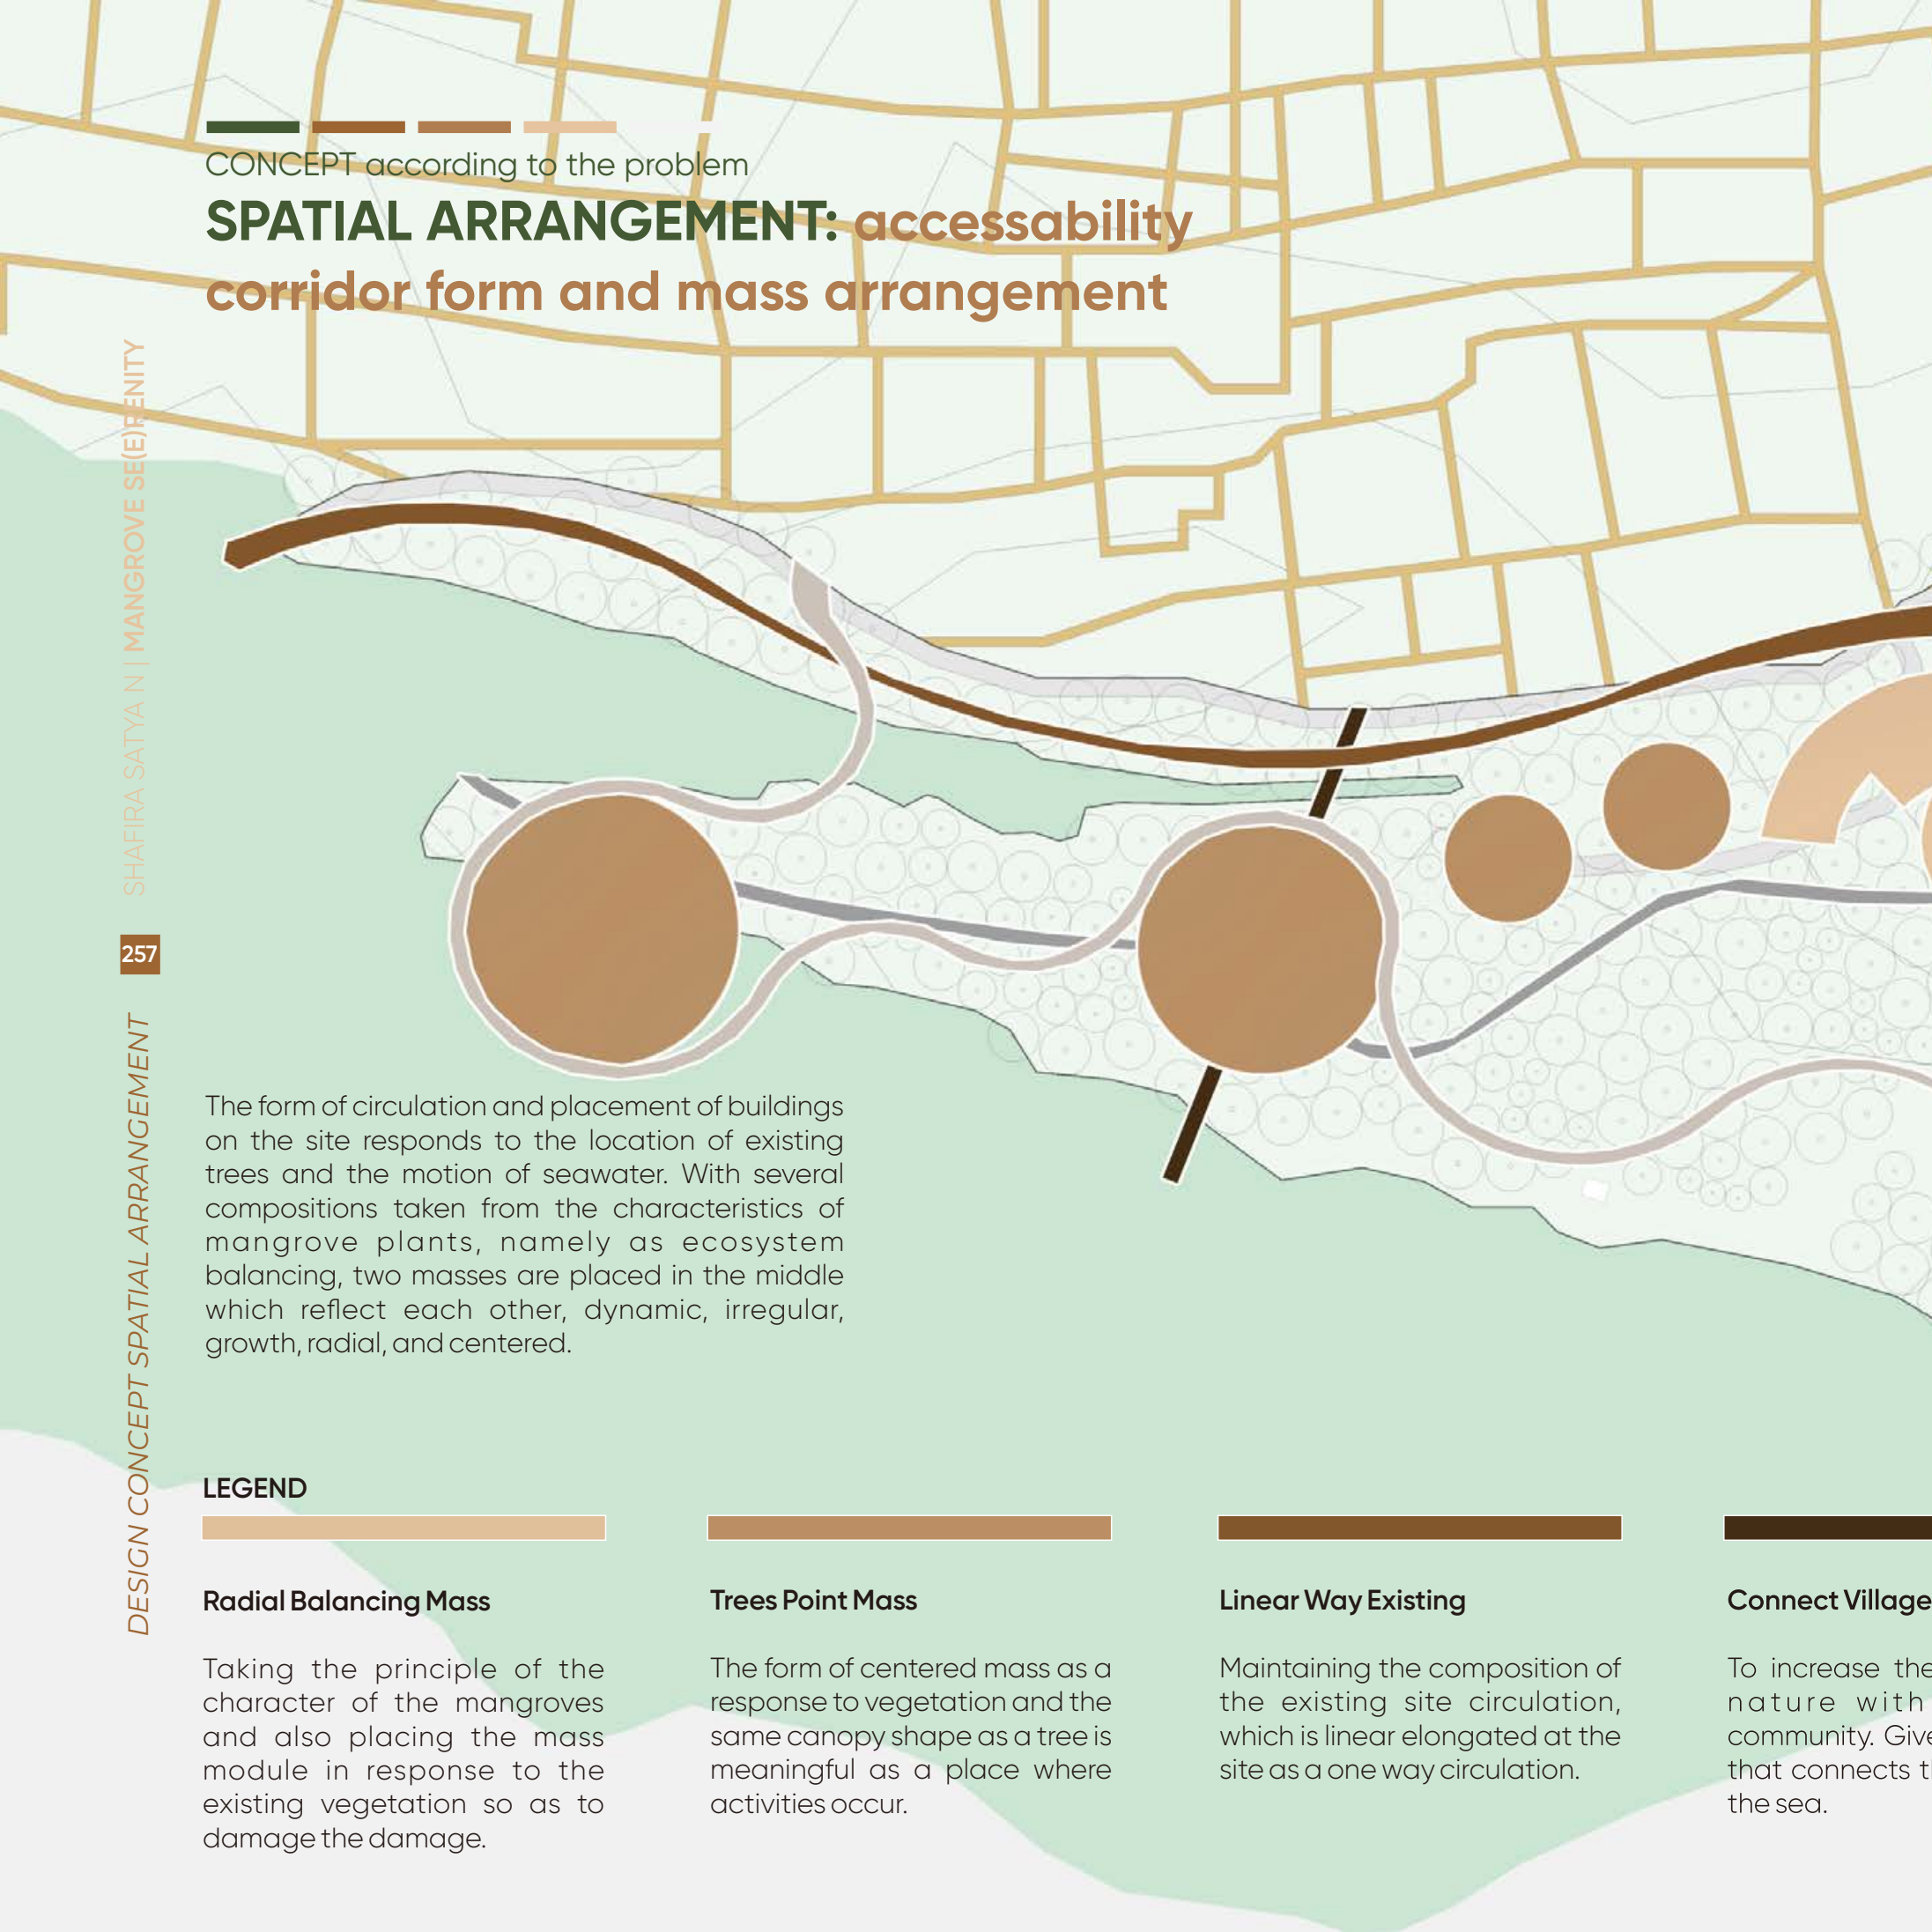 CONCEPT according to the problem
SPATIAL ARRANGEMENT: accessability
corridor form and mass arrangement
SHAFIRA SATYA N | MANGROVE SE(E)RENITY
257
DESIGN CONCEPT SPATIAL ARRANGEMENT
The form of circulation and placement of buildings
on the site responds to the location of existing
trees and the motion of seawater. With several
compositions taken from the characteristics of
mangrove plants, namely as ecosystem
balancing, two masses are placed in the middle
which reflect each other, dynamic, irregular,
growth, radial, and centered.
LEGEND
Radial Balancing Mass
Taking the principle of the
character of the mangroves
and also placing the mass
module in response to the
existing vegetation so as to
damage the damage.
Trees Point Mass
The form of centered mass as a
response to vegetation and the
same canopy shape as a tree is
meaningful as a place where
activities occur.
Linear Way Existing
Maintaining the composition of
the existing site circulation,
which is linear elongated at the
site as a one way circulation.
Connect Village
To increase the
nature with
community. Give
that connects t
the sea.